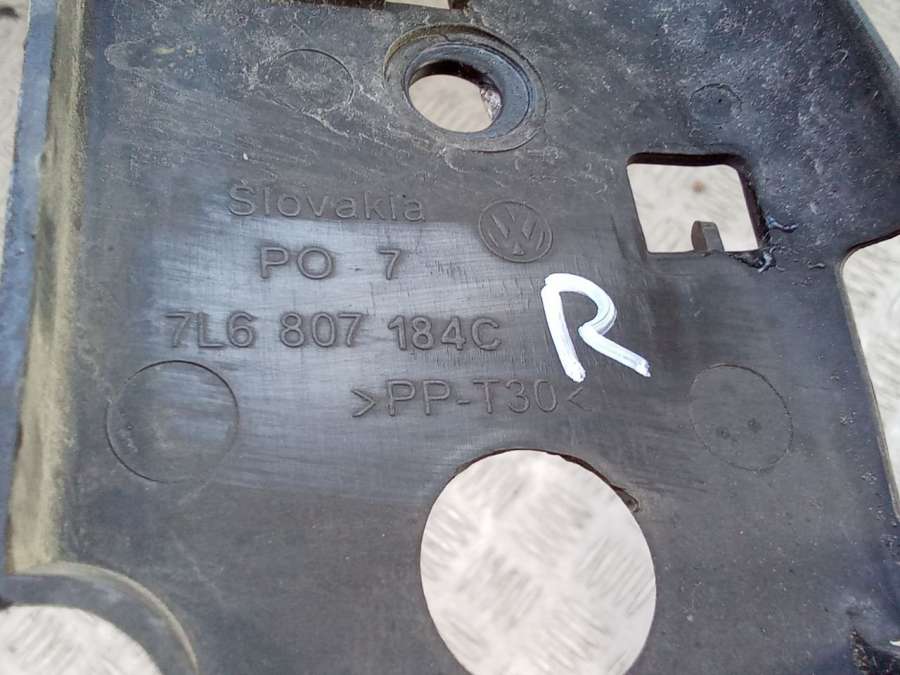 Slovakia
PO 7
7L6 807 184C
R
>PP-T30<